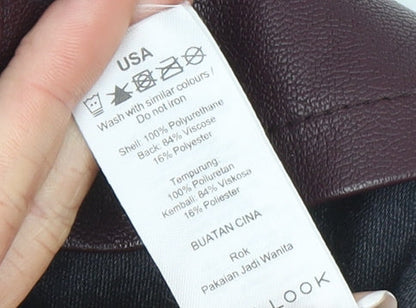 USA
Wash with similar colours /
Do not iron
Shell: 100% Polyurethane
Back: 84% Viscose
16% Polyester
Tempurung.
100% Poliuretan
Kembali: 84% Viskosa
16% Poliester
BUATAN CINA
Rok
Pakaian Jadi Wanita
LOOK